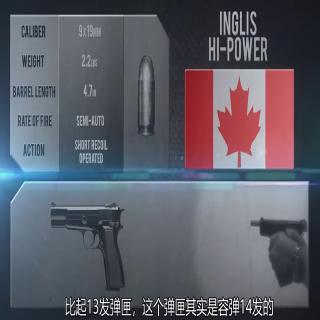 CALIBER 9X19MM
WEIGHT 2.2LBS
BARREL LENGTH 4.7IN
RATE OF FIRE SEMI-AUTO
ACTION SHORT RECOIL
OPERATED
INGLIS
HI-POWER
比起13发弹匣，这个弹匣其实是容弹14发的